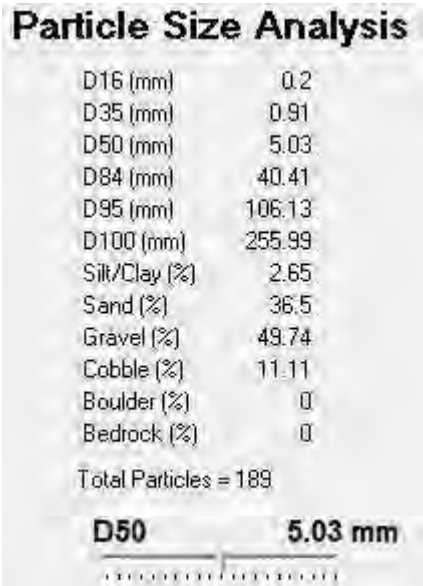 Particle Size Analysis
D16 (mm) 0.2
D35 (mm) 0.91
D50 (mm) 5.03
D84 (mm) 40.41
D95 (mm) 106.13
D100 (mm) 255.99
Silt/Clay (%) 2.65
Sand (%) 36.5
Gravel (%) 49.74
Cobble (%) 11.11
Boulder (%) 0
Bedrock (%) 0
Total Particles = 189
D50 5.03 mm